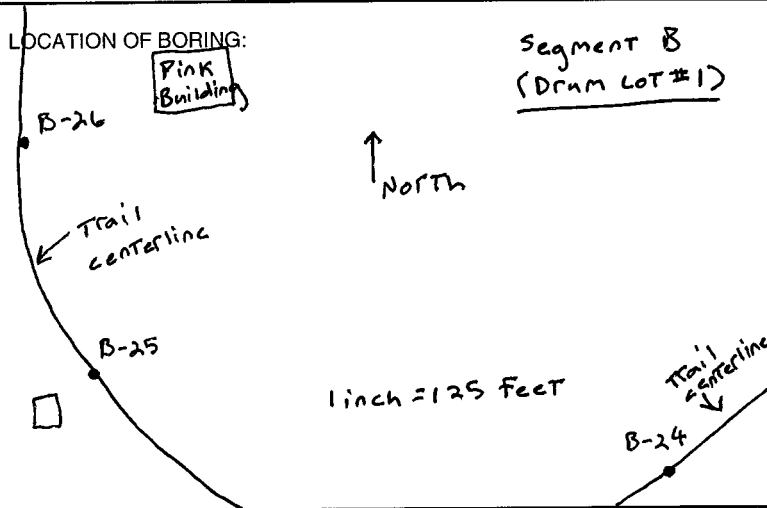 LOCATION OF BORING:
Segment B
(Drum LOT #1)
Pink
Building
B-26
North
Trail
centerline
B-25
1 inch = 125 Feet
Trail
centerline
B-24